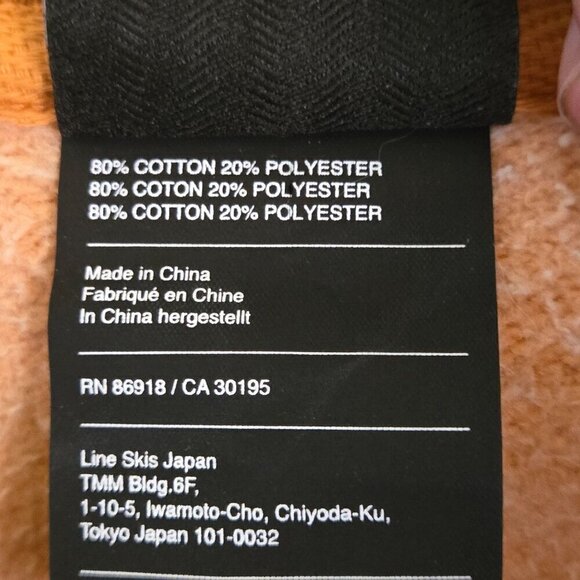 80% COTTON 20% POLYESTER
80% COTON 20% POLYESTER
80% COTTON 20% POLYESTER
Made in China
Fabriqué en Chine
In China hergestellt
RN 86918 / CA 30195
Line Skis Japan
TMM Bldg.6F,
1-10-5, Iwamoto-Cho, Chiyoda-Ku,
Tokyo Japan 101-0032